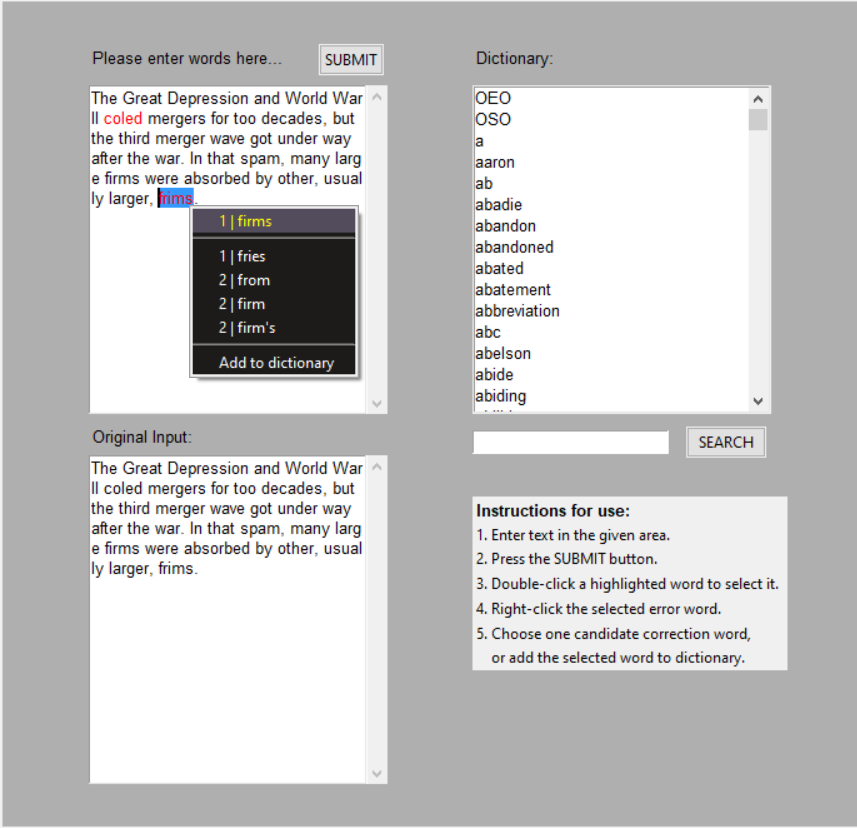 Please enter words here...
SUBMIT
The Great Depression and World War
II coled mergers for too decades, but
the third merger wave got under way
after the war. In that spam, many larg
e firms were absorbed by other, usual
ly larger, frims.
1 | firms
1 | fries
2 | from
2 | firm
2 | firm's
Add to dictionary
Original Input:
The Great Depression and World War
II coled mergers for too decades, but
the third merger wave got under way
after the war. In that spam, many larg
e firms were absorbed by other, usual
ly larger, frims.
Dictionary:
OEO
OSO
a
aaron
ab
abadie
abandon
abandoned
abated
abatement
abbreviation
abc
abelson
abide
abiding
SEARCH
Instructions for use:
1. Enter text in the given area.
2. Press the SUBMIT button.
3. Double-click a highlighted word to select it.
4. Right-click the selected error word.
5. Choose one candidate correction word,
or add the selected word to dictionary.